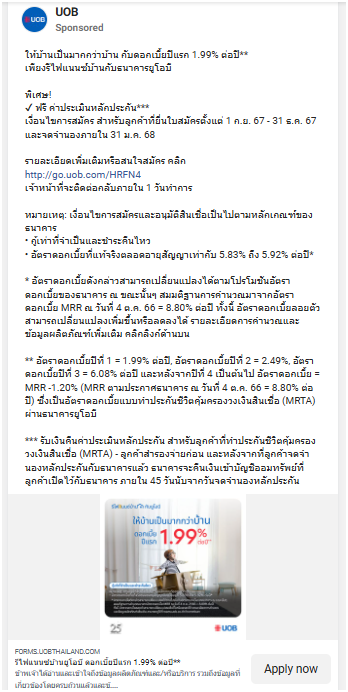 UOB
Sponsored
ให้บ้านเป็นมากกว่าบ้าน กับดอกเบี้ยปีแรก 1.99% ต่อปี**
เพียงรีไฟแนนซ์บ้านกับธนาคารยูโอบี
พิเศษ!
✓ ฟรี ค่าประเมินหลักประกัน***
เงื่อนไขการสมัคร สำหรับลูกค้าที่ยื่นใบสมัครตั้งแต่ 1 ก.ย. 67 - 31 ธ.ค. 67
และจดจำนองภายใน 31 ม.ค. 68
รายละเอียดเพิ่มเติมหรือสนใจสมัคร คลิก
http://go.uob.com/HRFN4
เจ้าหน้าที่จะติดต่อกลับภายใน 1 วันทำการ
หมายเหตุ: เงื่อนไขการสมัครและอนุมัติสินเชื่อเป็นไปตามหลักเกณฑ์ของ
ธนาคาร
• กู้เท่าที่จำเป็นและชำระคืนไหว
• อัตราดอกเบี้ยที่แท้จริงตลอดอายุสัญญาเท่ากับ 5.83% ถึง 5.92% ต่อปี*
* อัตราดอกเบี้ยดังกล่าวสามารถเปลี่ยนแปลงได้ตามโปรโมชันอัตรา
ดอกเบี้ยของธนาคาร ณ ขณะนั้นๆ สมมติฐานการคำนวณมาจากอัตรา
ดอกเบี้ย MRR ณ วันที่ 4 ต.ค. 66 = 8.80% ต่อปี ทั้งนี้ อัตราดอกเบี้ยลอยตัว
สามารถเปลี่ยนแปลงเพิ่มขึ้นหรือลดลงได้ รายละเอียดการคำนวณและ
ข้อมูลผลิตภัณฑ์เพิ่มเติม คลิกลิงก์ด้านบน
** อัตราดอกเบี้ยปีที่ 1 = 1.99% ต่อปี, อัตราดอกเบี้ยปีที่ 2 = 2.49%, อัตรา
ดอกเบี้ยปีที่ 3 = 6.08% ต่อปี และหลังจากปีที่ 4 เป็นต้นไป อัตราดอกเบี้ย =
MRR -1.20% (MRR ตามประกาศธนาคาร ณ วันที่ 4 ต.ค. 66 = 8.80% ต่อ
ปี) ซึ่งเป็นอัตราดอกเบี้ยแบบทำประกันชีวิตคุ้มครองวงเงินสินเชื่อ (MRTA)
ผ่านธนาคารยูโอบี
*** รับเงินคืนค่าประเมินหลักประกัน สำหรับลูกค้าที่ทำประกันชีวิตคุ้มครอง
วงเงินสินเชื่อ (MRTA) - ลูกค้าสำรองจ่ายก่อน และหลังจากที่ลูกค้าจดจำ
นองหลักประกันกับธนาคารแล้ว ธนาคารจะคืนเงินเข้าบัญชีออมทรัพย์ที่
ลูกค้าเปิดไว้กับธนาคาร ภายใน 45 วันนับจากวันจดจำนองหลักประกัน
ให้บ้านเป็นมากกว่าบ้าน
ดอกเบี้ย
ปีแรก
1.99%
ต่อปี**
25
UOB
FORMS.UOBTHAILAND.COM
รีไฟแนนซ์บ้านยูโอบี ดอกเบี้ยปีแรก 1.99% ต่อปี**
ข้าพเจ้าได้อ่านและเข้าใจถึงข้อมูลผลิตภัณฑ์และ/หรือบริการ รวมถึงข้อมูลที่
เกี่ยวข้องโดยครบถ้วนแล้วและข้....
Apply now